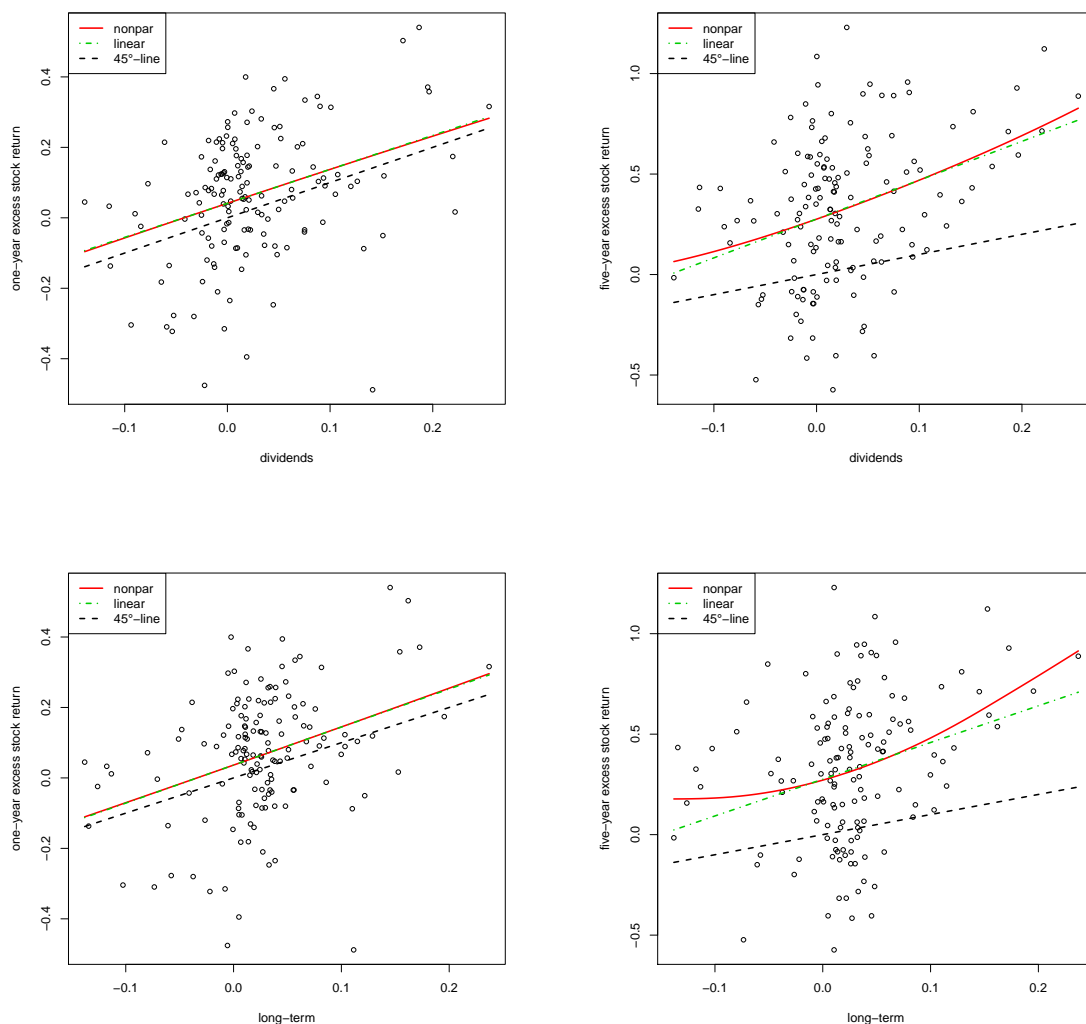 nonpar
linear
45°−line
one−year excess stock return
0.4
0.2
0.0
−0.2
−0.4
−0.1 0.0 0.1 0.2
dividends
nonpar
linear
45°−line
five−year excess stock return
1.0
0.5
0.0
−0.5
−0.1 0.0 0.1 0.2
dividends
nonpar
linear
45°−line
one−year excess stock return
0.4
0.2
0.0
−0.2
−0.4
−0.1 0.0 0.1 0.2
long−term
nonpar
linear
45°−line
five−year excess stock return
1.0
0.5
0.0
−0.5
−0.1 0.0 0.1 0.2
long−term